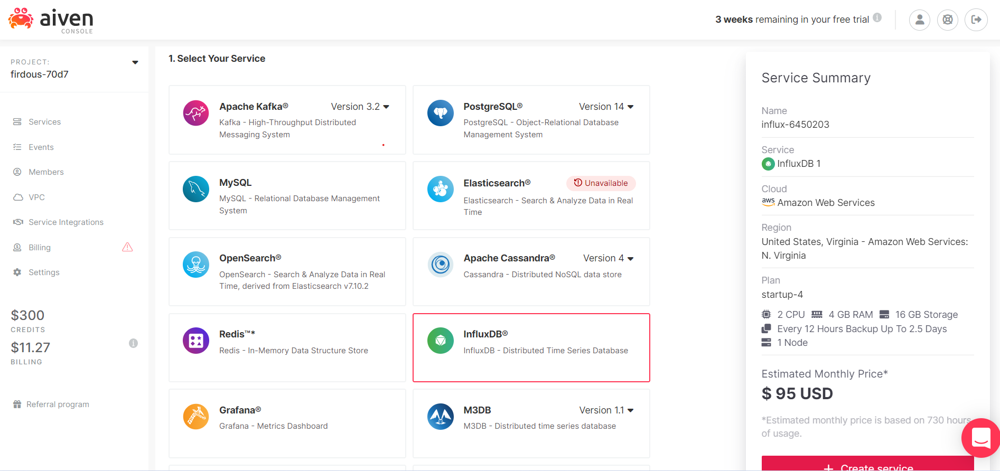 aiven
CONSOLE
3 weeks remaining in your free trial
PROJECT:
firdous-70d7
Services
Events
Members
VPC
Service Integrations
Billing
Settings
$300
CREDITS
$11.27
BILLING
Referral program
1. Select Your Service
Apache Kafka® Version 3.2
Kafka - High-Throughput Distributed
Messaging System
PostgreSQL® Version 14
PostgreSQL - Object-Relational Database
Management System
MySQL
MySQL - Relational Database Management
System
Elasticsearch® Unavailable
Elasticsearch - Search & Analyze Data in Real
Time
OpenSearch®
OpenSearch - Search & Analyze Data in Real
Time, derived from Elasticsearch v7.10.2
Apache Cassandra® Version 4
Cassandra - Distributed NoSQL data store
Redis™*
Redis - In-Memory Data Structure Store
InfluxDB®
InfluxDB - Distributed Time Series Database
Grafana®
Grafana - Metrics Dashboard
M3DB Version 1.1
M3DB - Distributed time series database
Service Summary
Name
influx-6450203
Service
InfluxDB 1
Cloud
aws Amazon Web Services
Region
United States, Virginia - Amazon Web Services:
N. Virginia
Plan
startup-4
2 CPU 4 GB RAM 16 GB Storage
Every 12 Hours Backup Up To 2.5 Days
1 Node
Estimated Monthly Price*
$ 95 USD
*Estimated monthly price is based on 730 hours
of usage.
+ Create service